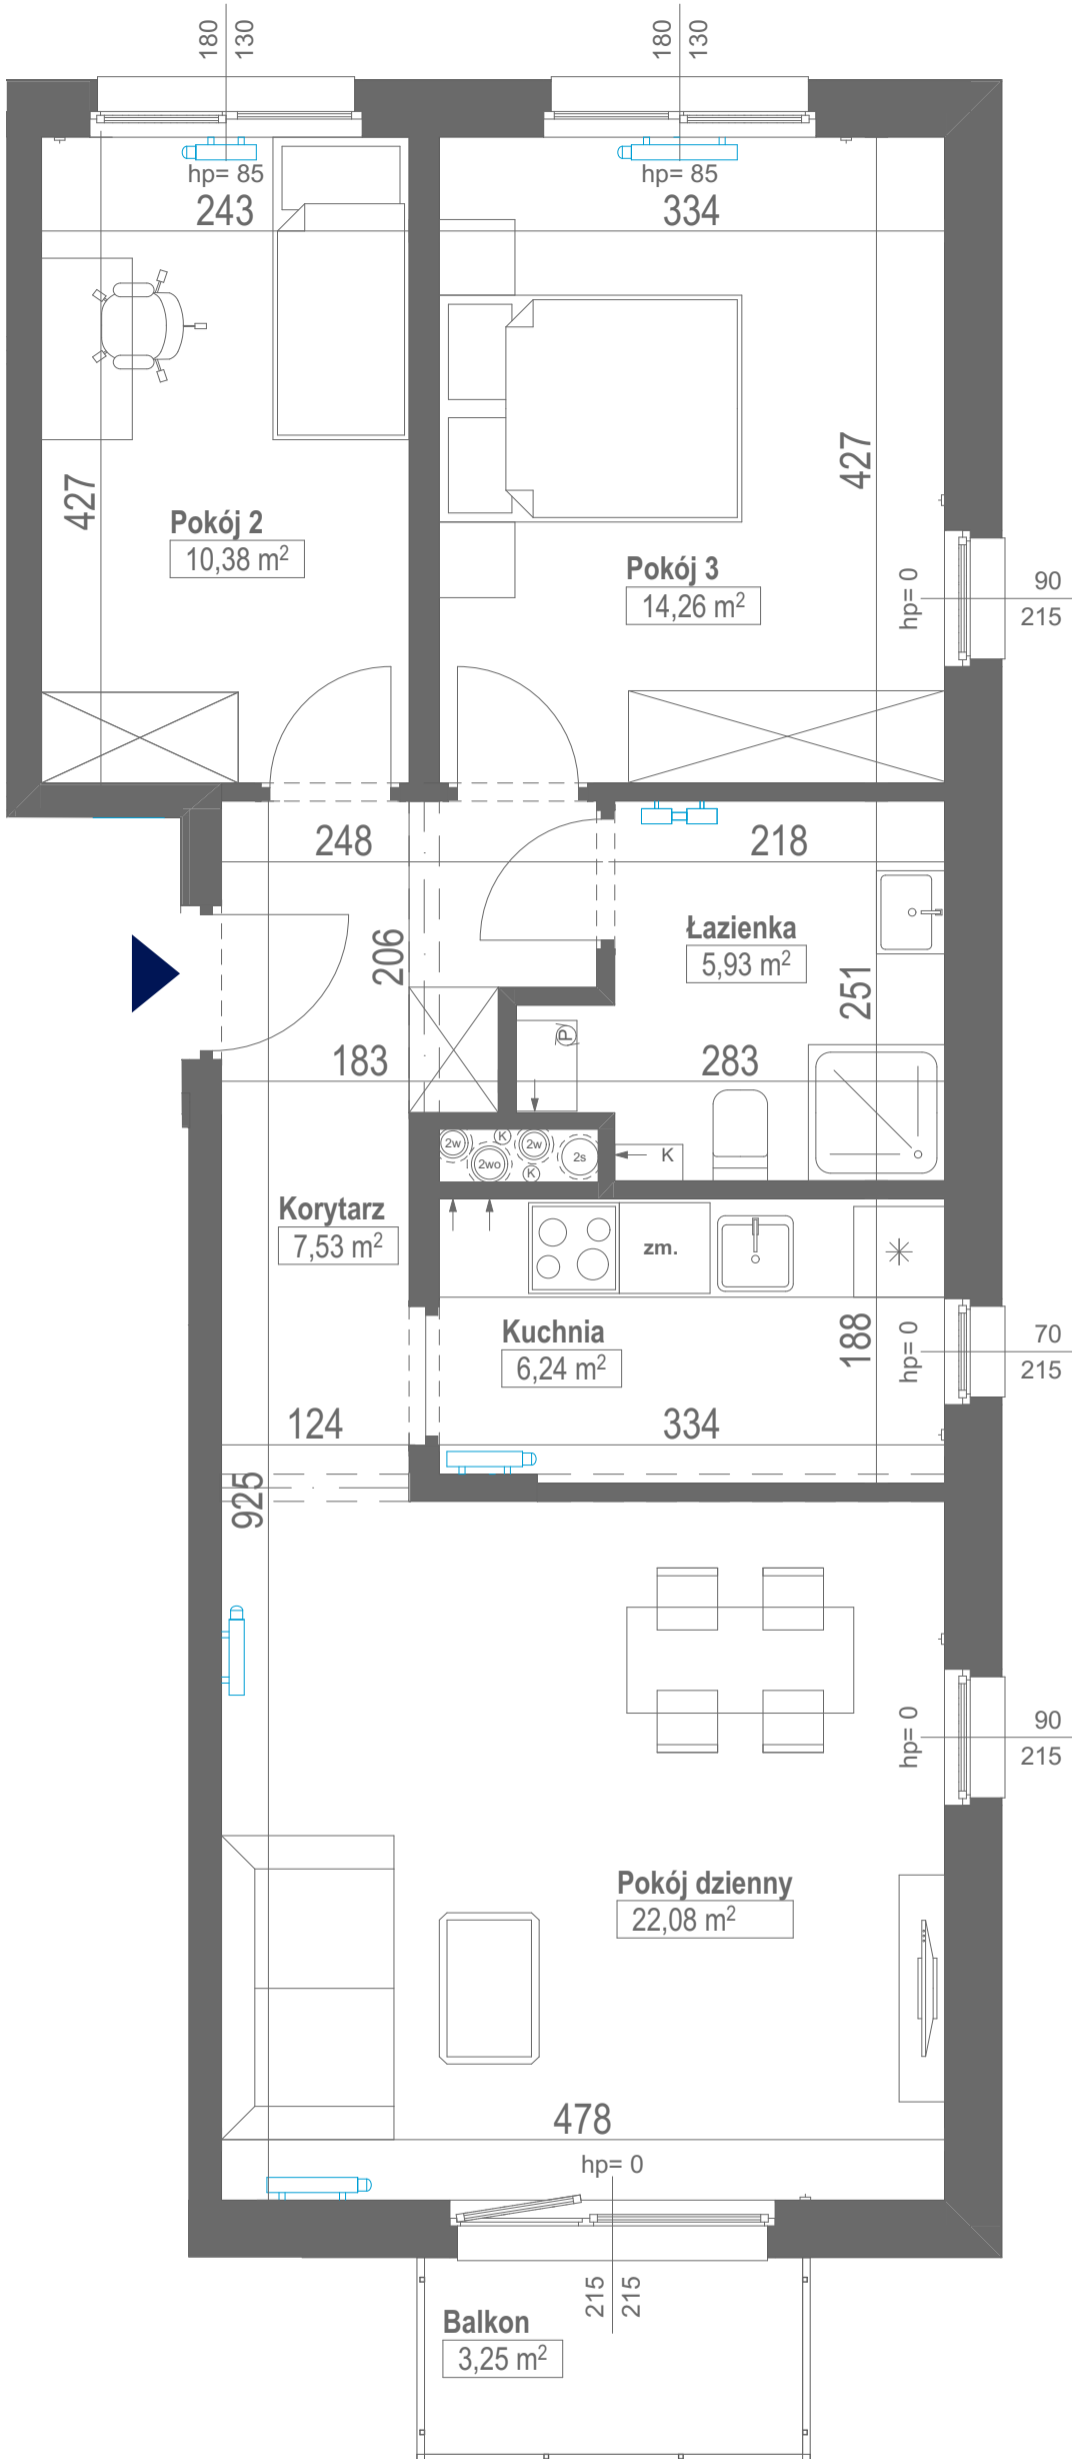 180
130
180
130
hp= 85
243
hp= 85
334
427
Pokój 2
10,38 m²
427
Pokój 3
14,26 m²
hp= 0
90
215
248
218
206
Łazienka
5,93 m²
251
183
283
P
2w
K
2w
2wo
K
2s
K
Korytarz
7,53 m²
zm.
Kuchnia
6,24 m²
188
hp= 0
70
215
124
334
925
hp= 0
90
215
Pokój dzienny
22,08 m²
478
hp= 0
215
215
Balkon
3,25 m²